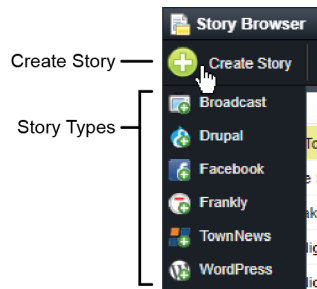 Story Browser
Create Story
Create Story
Story Types
Broadcast
Drupal
Facebook
Frankly
TownNews
WordPress